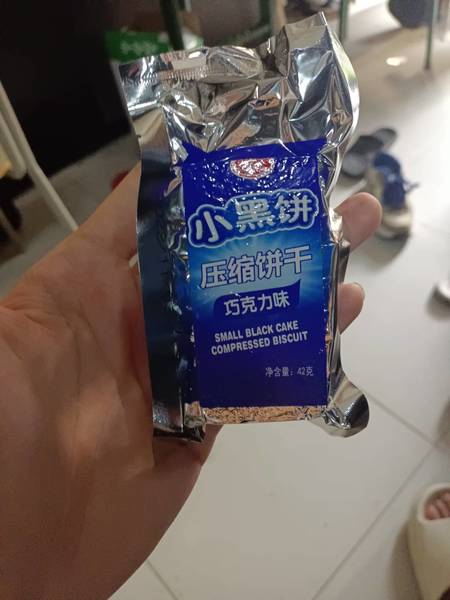 小黑饼
压缩饼干
巧克力味
SMALL BLACK CAKE
COMPRESSED BISCUIT
净含量：42克